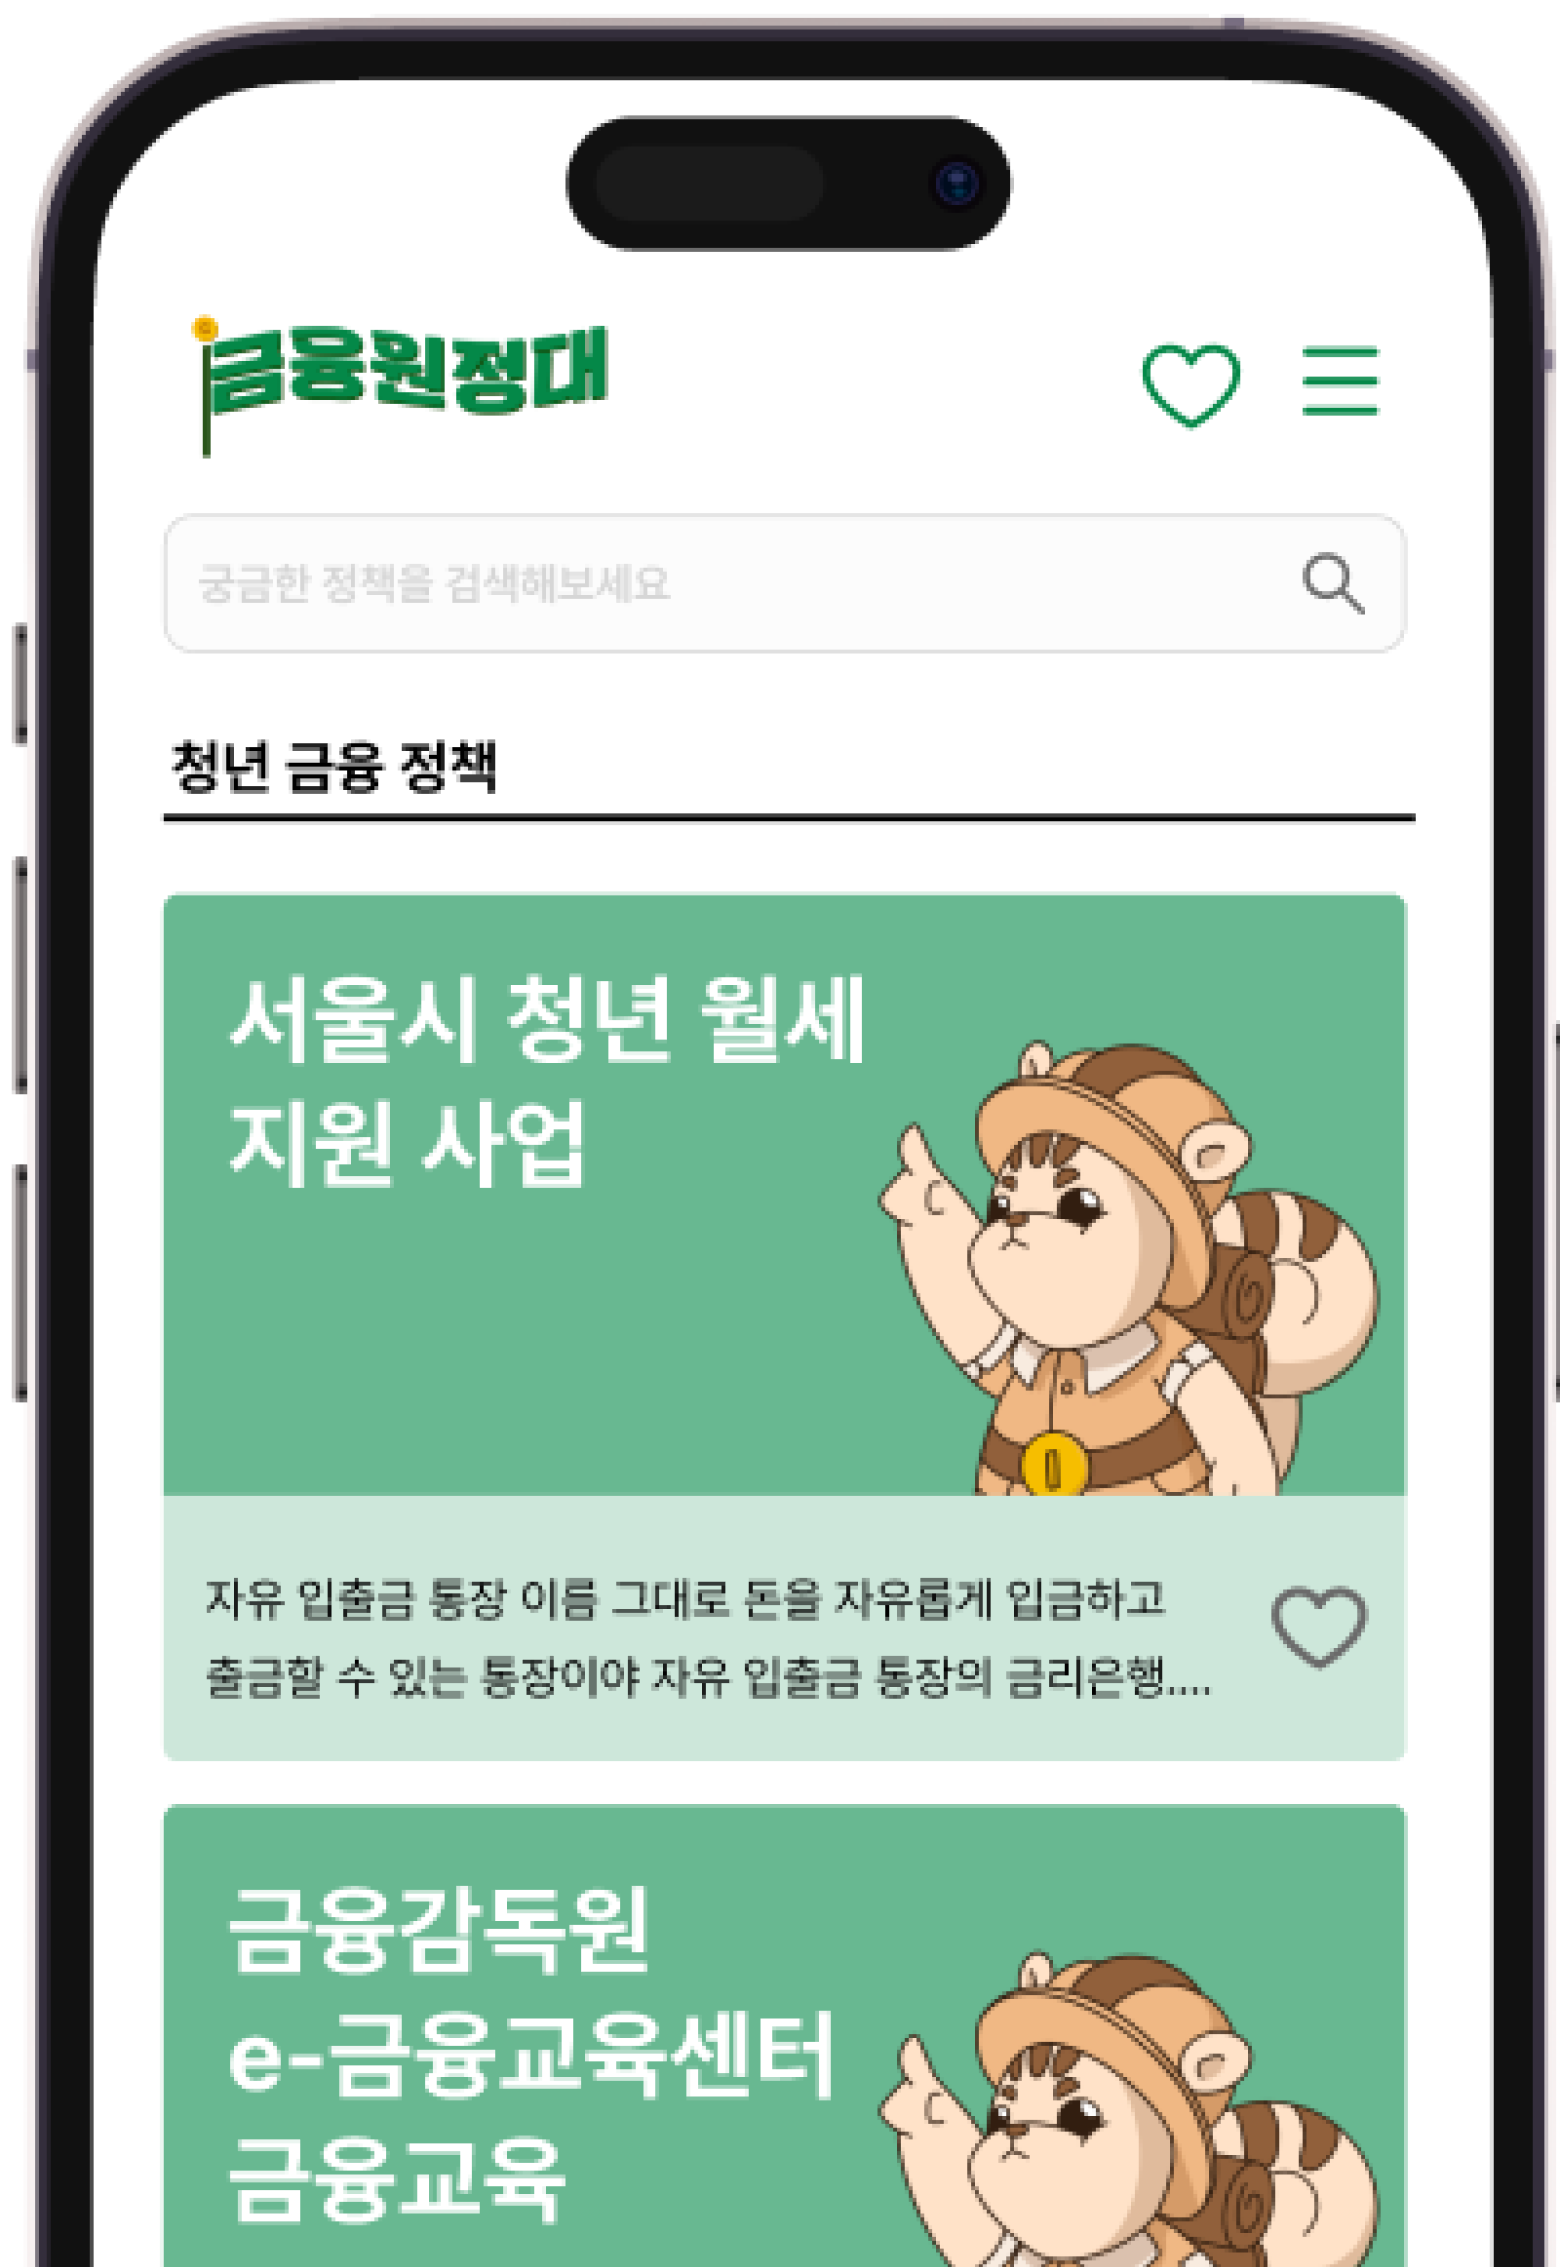 금융원정대
궁금한 정책을 검색해보세요
청년 금융 정책
서울시 청년 월세
지원 사업
자유 입출금 통장 이름 그대로 돈을 자유롭게 입금하고
출금할 수 있는 통장이야 자유 입출금 통장의 금리은행....
금융감독원
e-금융교육센터
금융교육